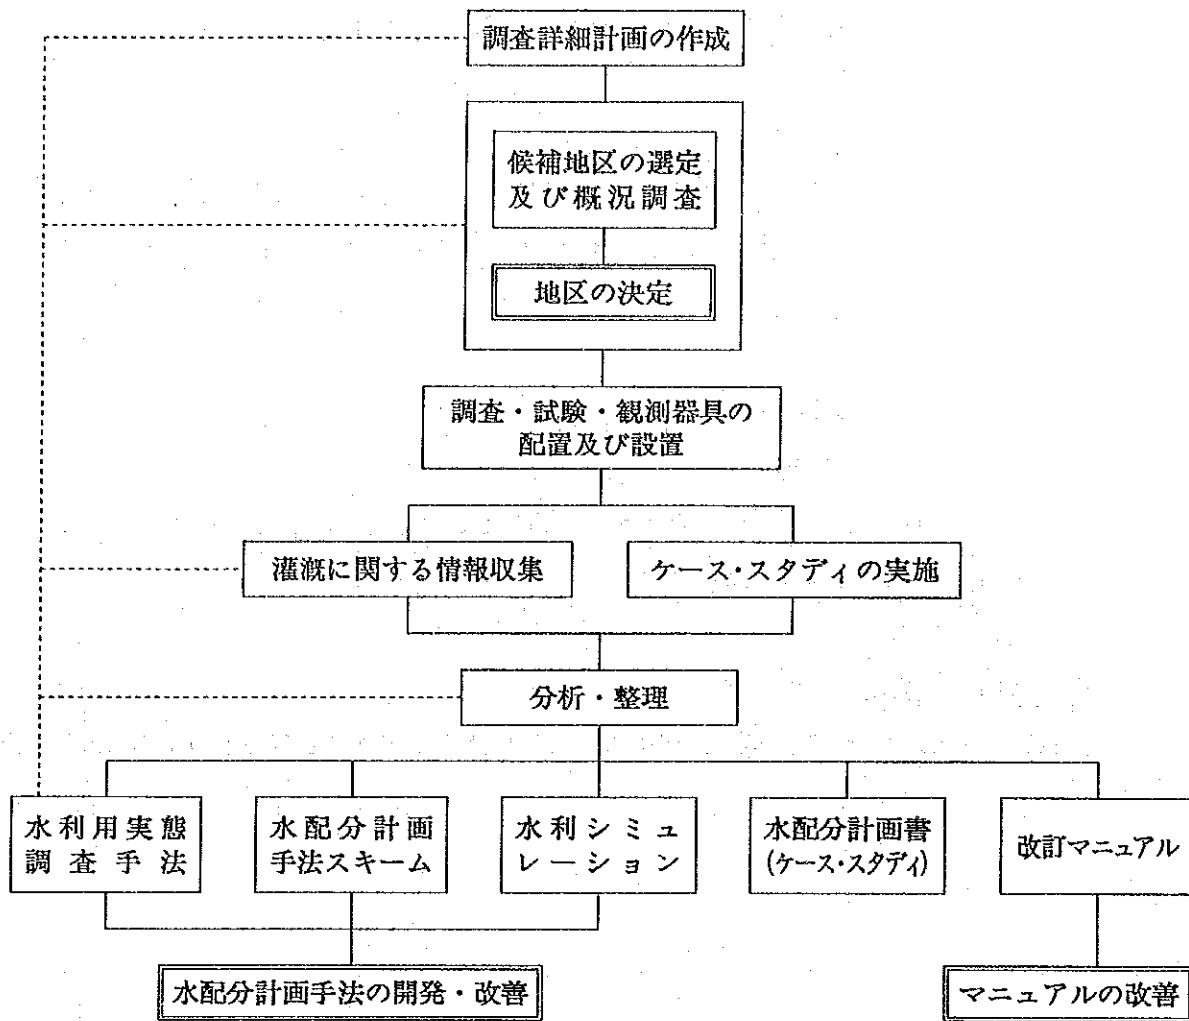 調査詳細計画の作成
候補地区の選定
及び概況調査
地区の決定
調査・試験・観測器具の
配置及び設置
灌漑に関する情報収集
ケース・スタディの実施
分析・整理
水利用実態
調査手法
水配分計画
手法スキーム
水利シミュ
レーション
水配分計画書
(ケース・スタディ)
改訂マニュアル
水配分計画手法の開発・改善
マニュアルの改善